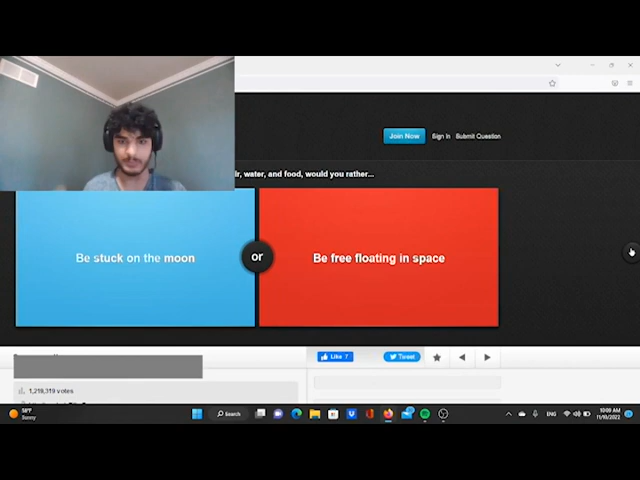 Join Now Sign In Submit Question
ir, water, and food, would you rather...
Be stuck on the moon
or
Be free floating in space
Like 7
Tweet
1,218,319 votes
58°F
Sunny
Search
ENG
10:09 AM
11/19/2022